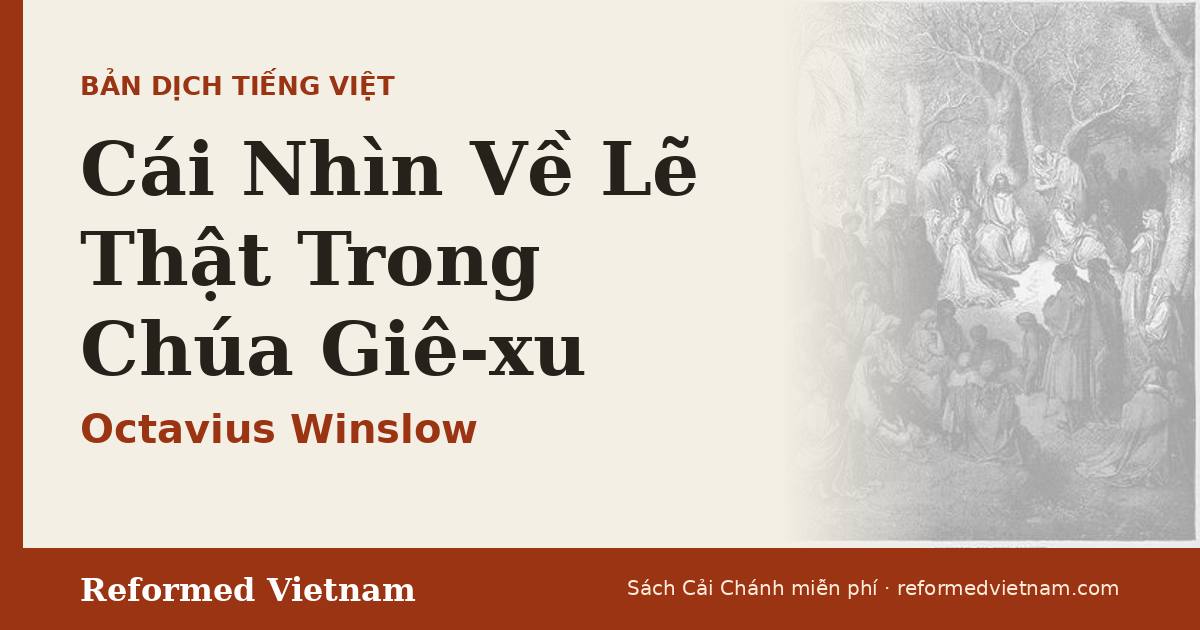 BẢN DỊCH TIẾNG VIỆT
Cái Nhìn Về Lẽ
Thật Trong
Chúa Giê-xu
Octavius Winslow
Reformed Vietnam
Sách Cải Chánh miễn phí · reformedvietnam.com